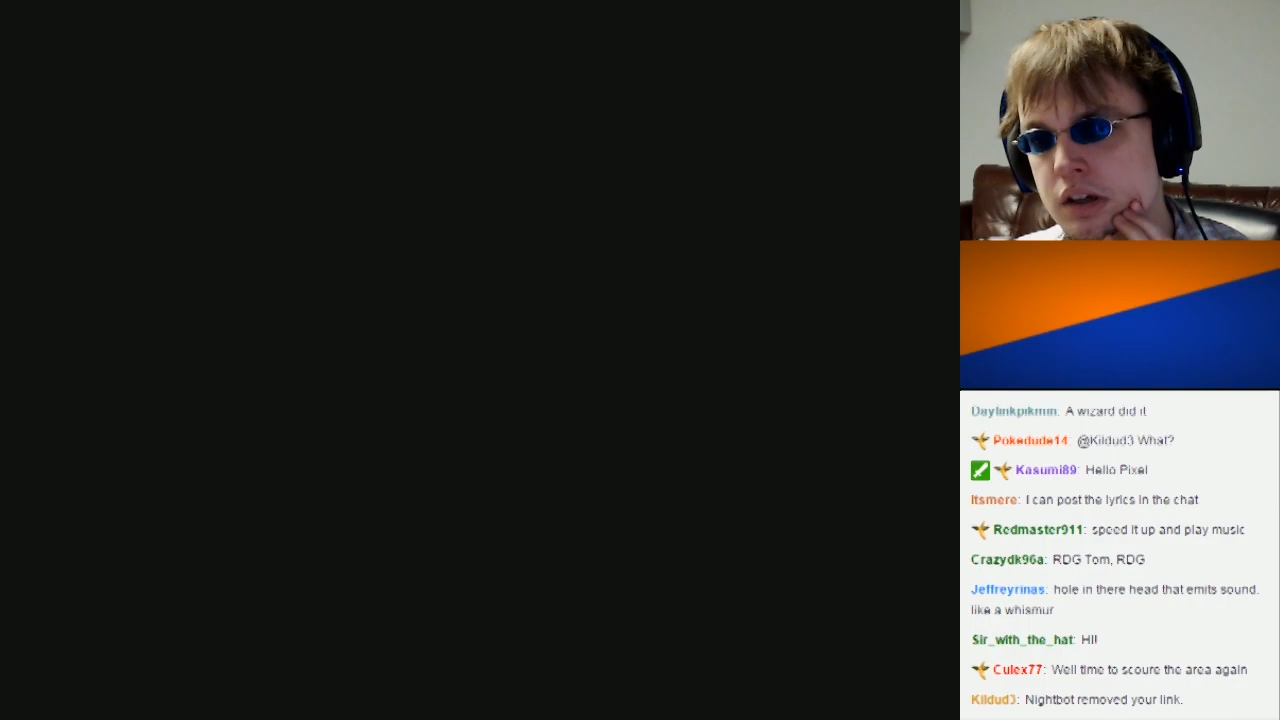 Daylinkpikmin: A wizard did it
Pokedude14: @Kildud3 What?
Kasumi89: Hello Pixel
Itsmere: I can post the lyrics in the chat
Redmaster911: speed it up and play music
Crazydk96a: RDG Tom, RDG
Jeffreyrinas: hole in there head that emits sound.
like a whismur
Sir_with_the_hat: HI!
Culex77: Well time to scoure the area again
Kildud3: Nightbot removed your link.